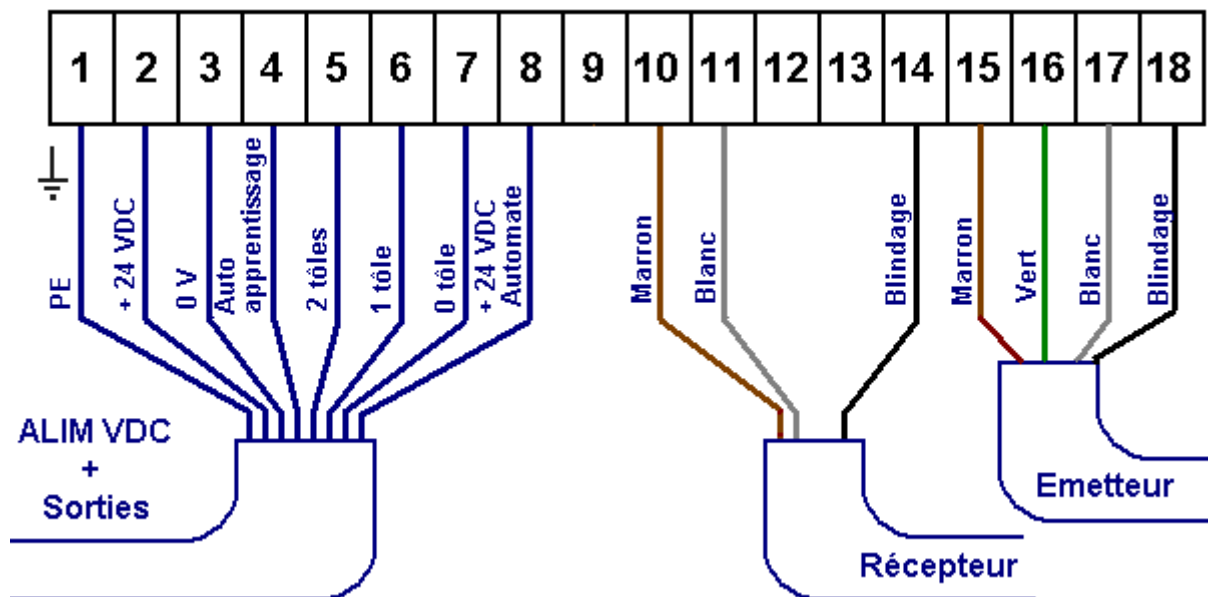 1 2 3 4 5 6 7 8 9 10 11 12 13 14 15 16 17 18
PE
+ 24 VDC
0 V
Auto
apprentissage
2 tôles
1 tôle
0 tôle
+ 24 VDC
Automate
Marron
Blanc
Blindage
Marron
Vert
Blanc
Blindage
ALIM VDC
+
Sorties
Récepteur
Emetteur